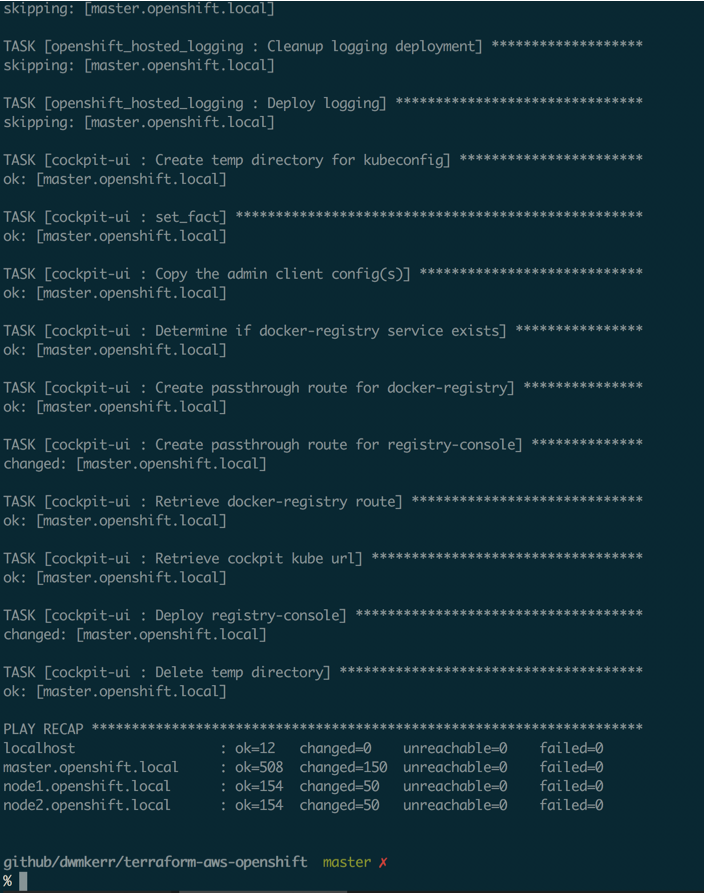 skipping: [master.openshift.local]
TASK [openshift_hosted_logging : Cleanup logging deployment] *******************
skipping: [master.openshift.local]
TASK [openshift_hosted_logging : Deploy logging] *******************************
skipping: [master.openshift.local]
TASK [cockpit-ui : Create temp directory for kubeconfig] ***********************
ok: [master.openshift.local]
TASK [cockpit-ui : set_fact] ***************************************************
ok: [master.openshift.local]
TASK [cockpit-ui : Copy the admin client config(s)] ****************************
ok: [master.openshift.local]
TASK [cockpit-ui : Determine if docker-registry service exists] ****************
ok: [master.openshift.local]
TASK [cockpit-ui : Create passthrough route for docker-registry] ***************
ok: [master.openshift.local]
TASK [cockpit-ui : Create passthrough route for registry-console] **************
changed: [master.openshift.local]
TASK [cockpit-ui : Retrieve docker-registry route] *****************************
ok: [master.openshift.local]
TASK [cockpit-ui : Retrieve cockpit kube url] **********************************
ok: [master.openshift.local]
TASK [cockpit-ui : Deploy registry-console] ************************************
changed: [master.openshift.local]
TASK [cockpit-ui : Delete temp directory] **************************************
ok: [master.openshift.local]
PLAY RECAP *********************************************************************
localhost                  : ok=12   changed=0    unreachable=0    failed=0
master.openshift.local     : ok=508  changed=150  unreachable=0    failed=0
node1.openshift.local      : ok=154  changed=50   unreachable=0    failed=0
node2.openshift.local      : ok=154  changed=50   unreachable=0    failed=0
github/dwmkerr/terraform-aws-openshift  master ✗
%